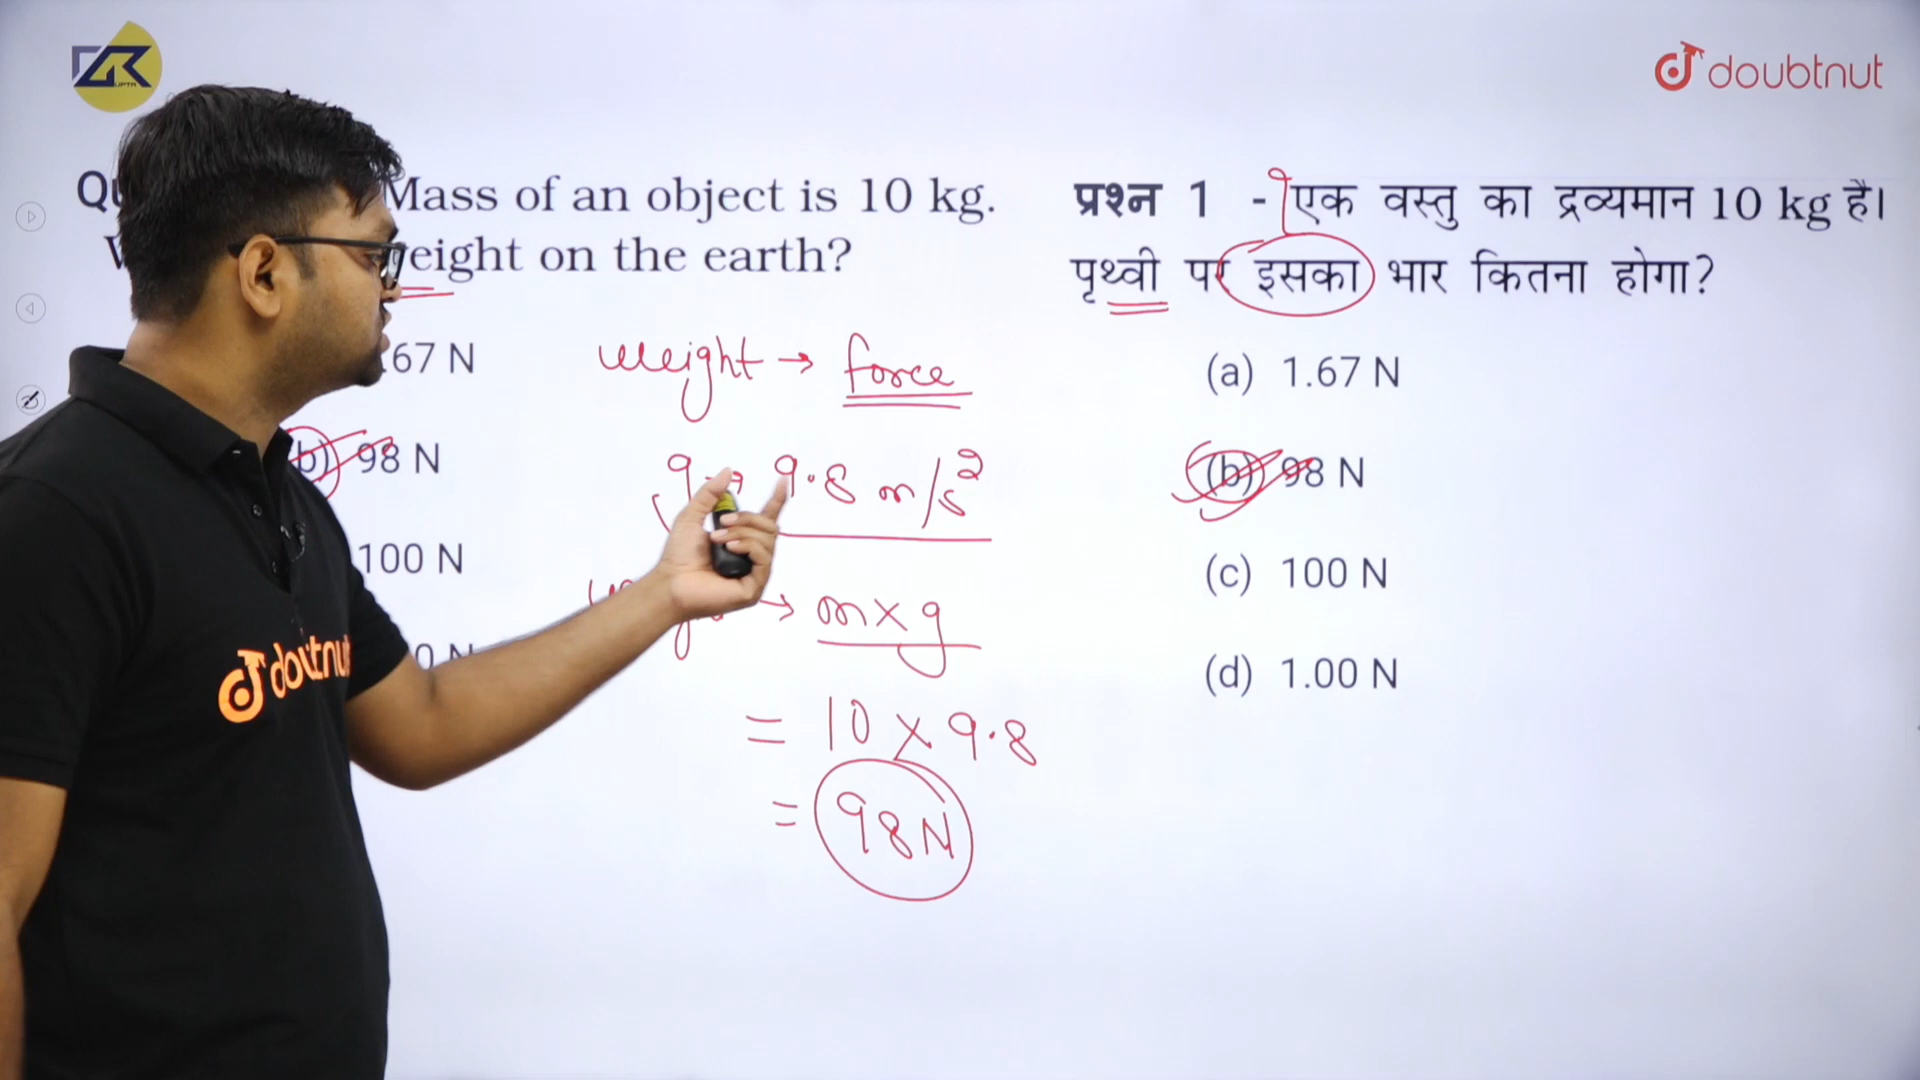 doubtnut
Mass of an object is 10 kg.
weight on the earth?
.67 N
(b) 98 N
100 N
weight → force
g → 9.8 m/s²
→ m×g
= 10 × 9.8
= 98N
प्रश्न 1 - एक वस्तु का द्रव्यमान 10 kg है।
पृथ्वी पर इसका भार कितना होगा?
(a) 1.67 N
(b) 98 N
(c) 100 N
(d) 1.00 N
doubtnut